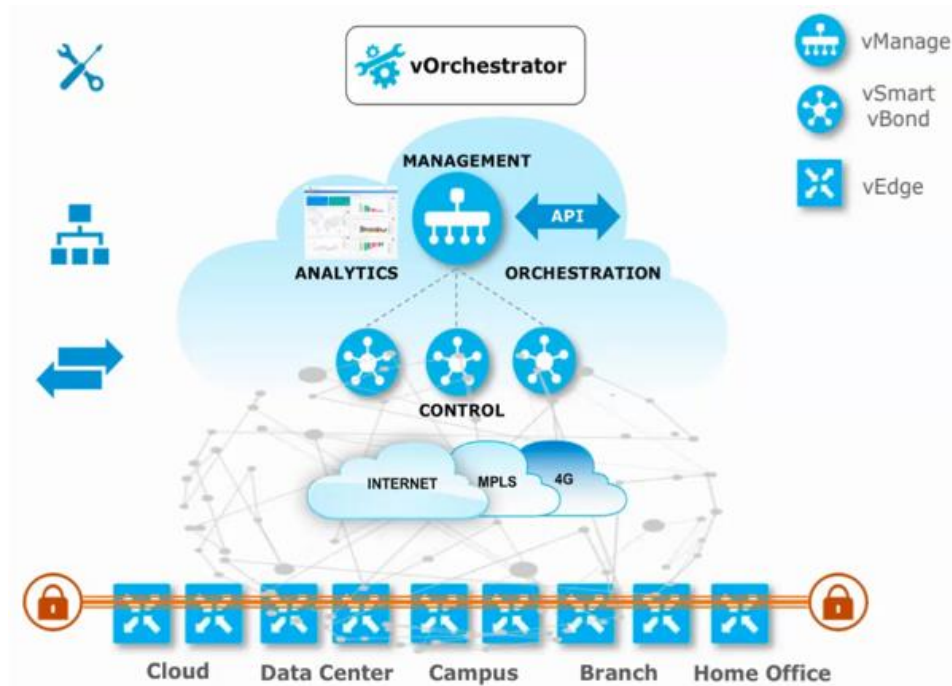 vOrchestrator
vManage
vSmart
vBond
vEdge
MANAGEMENT
API
ANALYTICS
ORCHESTRATION
CONTROL
INTERNET
MPLS
4G
Cloud
Data Center
Campus
Branch
Home Office